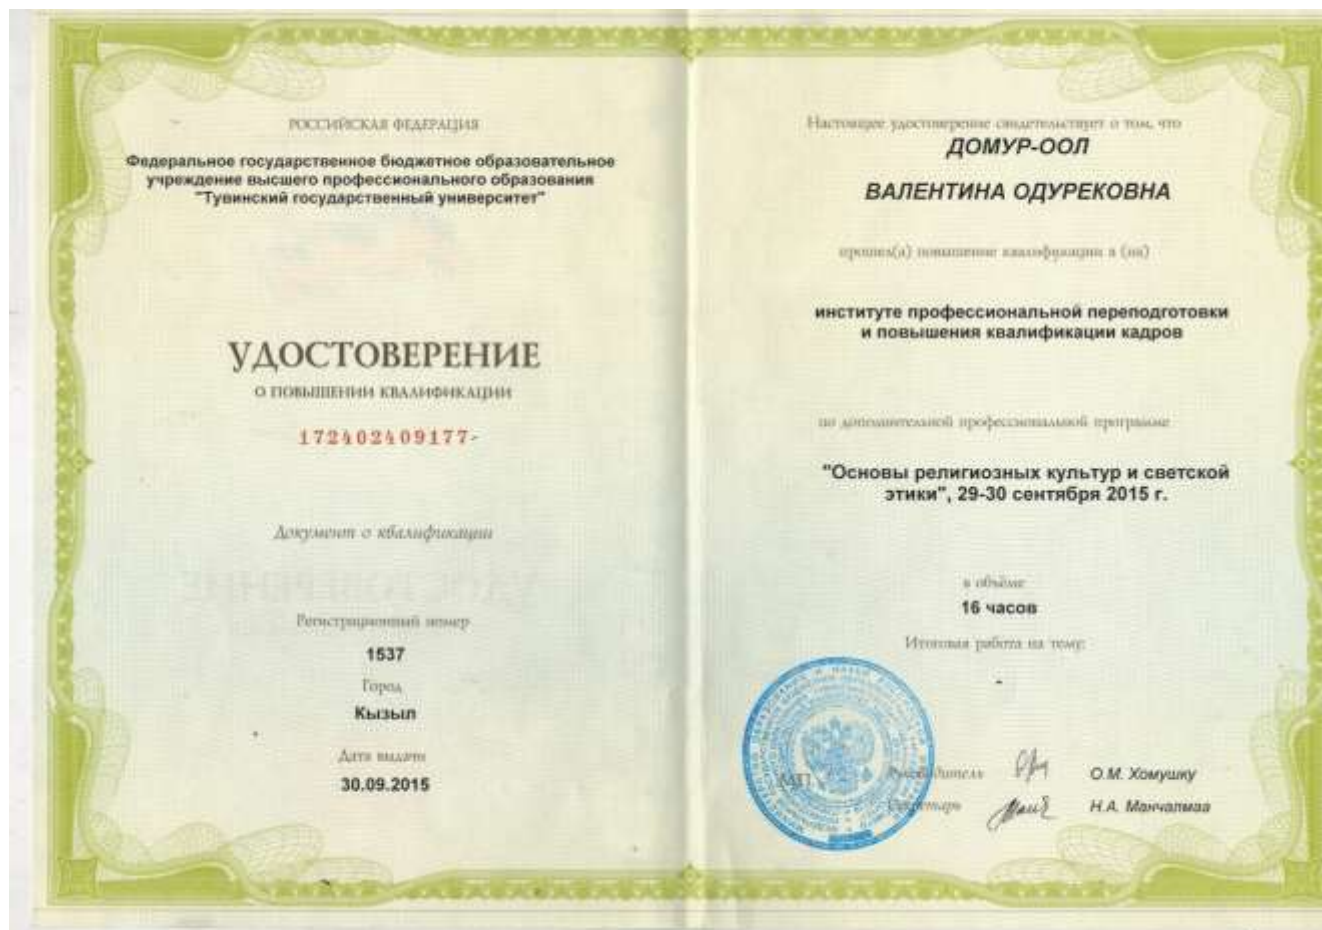 РОССИЙСКАЯ ФЕДЕРАЦИЯ
Федеральное государственное бюджетное образовательное
учреждение высшего профессионального образования
"Тувинский государственный университет"
УДОСТОВЕРЕНИЕ
О ПОВЫШЕНИИ КВАЛИФИКАЦИИ
172402409177
Документ о квалификации
Регистрационный номер
1537
Город
Кызыл
Дата выдачи
30.09.2015
Настоящее удостоверение свидетельствует о том, что
ДОМУР-ООЛ
ВАЛЕНТИНА ОДУРЕКОВНА
прошел(а) повышение квалификации в (на)
институте профессиональной переподготовки
и повышения квалификации кадров
по дополнительной профессиональной программе
"Основы религиозных культур и светской
этики", 29-30 сентября 2015 г.
в объёме
16 часов
Итоговая работа на тему:
-
М.П.
Руководитель
О.М. Хомушку
Секретарь
Н.А. Манчалмаа